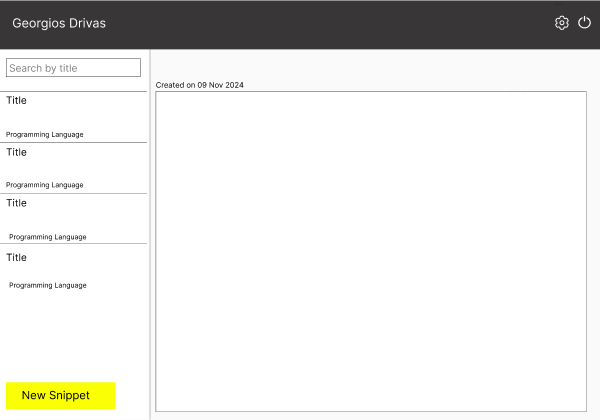 Georgios Drivas
Search by title
Title
Programming Language
Title
Programming Language
Title
Programming Language
Title
Programming Language
New Snippet
Created on 09 Nov 2024